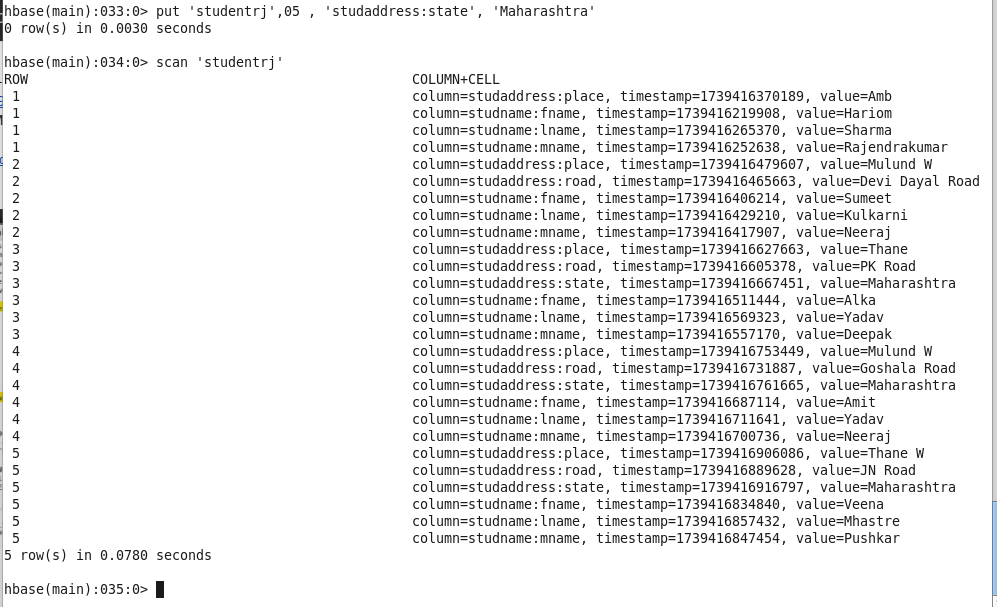 hbase(main):033:0> put 'studentrj',05 , 'studaddress:state', 'Maharashtra'
0 row(s) in 0.0030 seconds
hbase(main):034:0> scan 'studentrj'
ROW COLUMN+CELL
1 column=studaddress:place, timestamp=1739416370189, value=Amb
1 column=studname:fname, timestamp=1739416219908, value=Hariom
1 column=studname:lname, timestamp=1739416265370, value=Sharma
1 column=studname:mname, timestamp=1739416252638, value=Rajendrakumar
2 column=studaddress:place, timestamp=1739416479607, value=Mulund W
2 column=studaddress:road, timestamp=1739416465663, value=Devi Dayal Road
2 column=studname:fname, timestamp=1739416406214, value=Sumeet
2 column=studname:lname, timestamp=1739416429210, value=Kulkarni
2 column=studname:mname, timestamp=1739416417907, value=Neeraj
3 column=studaddress:place, timestamp=1739416627663, value=Thane
3 column=studaddress:road, timestamp=1739416605378, value=PK Road
3 column=studaddress:state, timestamp=1739416667451, value=Maharashtra
3 column=studname:fname, timestamp=1739416511444, value=Alka
3 column=studname:lname, timestamp=1739416569323, value=Yadav
3 column=studname:mname, timestamp=1739416557170, value=Deepak
4 column=studaddress:place, timestamp=1739416753449, value=Mulund W
4 column=studaddress:road, timestamp=1739416731887, value=Goshala Road
4 column=studaddress:state, timestamp=1739416761665, value=Maharashtra
4 column=studname:fname, timestamp=1739416687114, value=Amit
4 column=studname:lname, timestamp=1739416711641, value=Yadav
4 column=studname:mname, timestamp=1739416700736, value=Neeraj
5 column=studaddress:place, timestamp=1739416906086, value=Thane W
5 column=studaddress:road, timestamp=1739416889628, value=JN Road
5 column=studaddress:state, timestamp=1739416916797, value=Maharashtra
5 column=studname:fname, timestamp=1739416834840, value=Veena
5 column=studname:lname, timestamp=1739416857432, value=Mhastre
5 column=studname:mname, timestamp=1739416847454, value=Pushkar
5 row(s) in 0.0780 seconds
hbase(main):035:0>